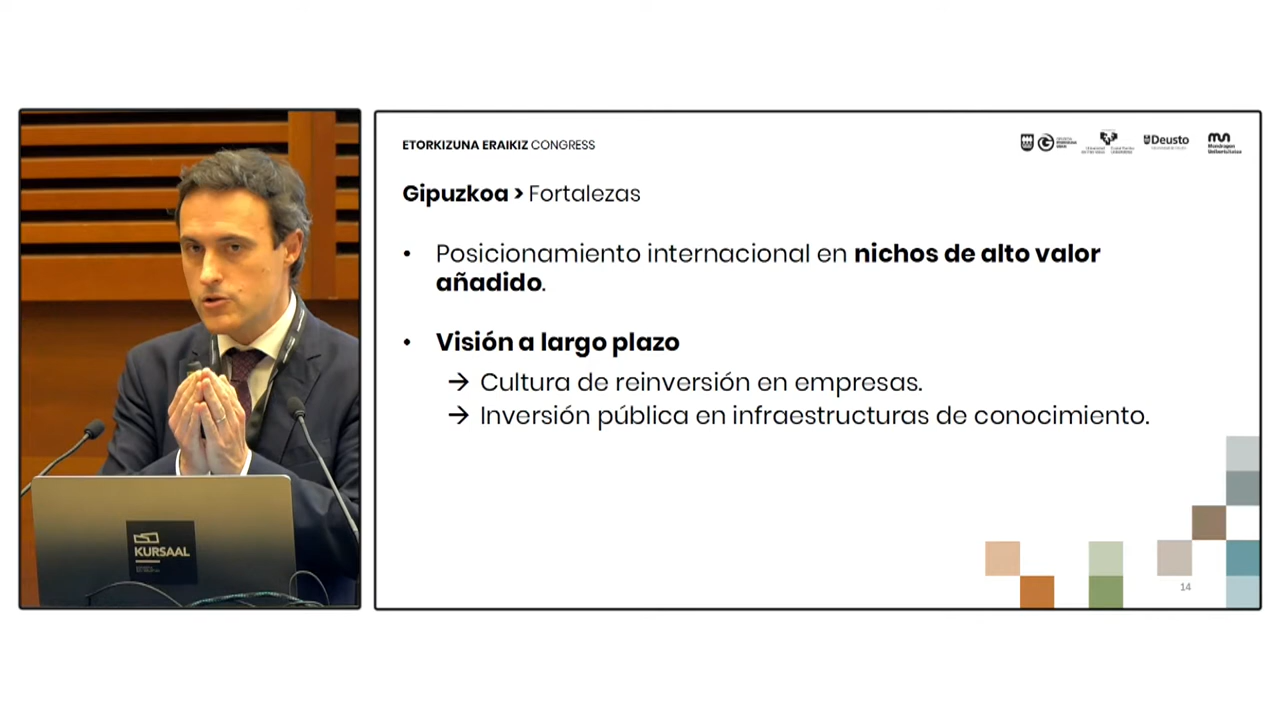 ETORKIZUNA ERAIKIZ CONGRESS
Deusto
Gipuzkoa > Fortalezas
• Posicionamiento internacional en nichos de alto valor
añadido.
• Visión a largo plazo
→ Cultura de reinversión en empresas.
→ Inversión pública en infraestructuras de conocimiento.
14
KURSAAL